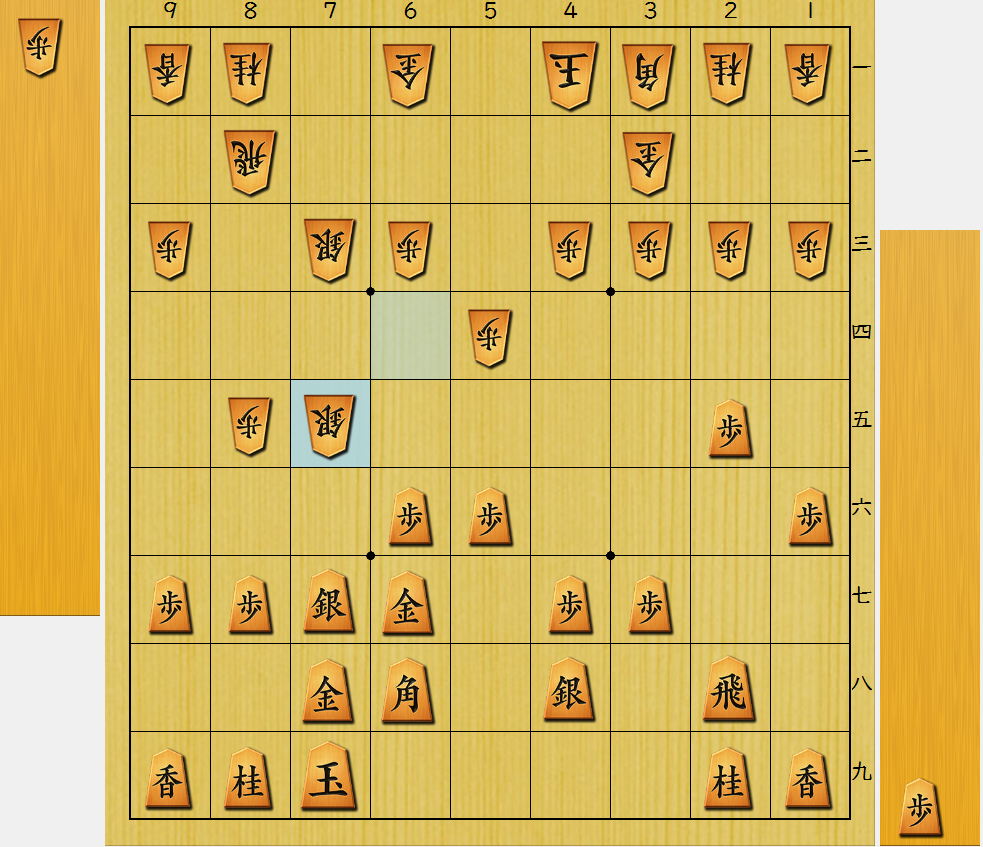 歩
9 8 7 6 5 4 3 2 1
香 桂 金 王 角 桂 香 一
飛 金 二
歩 銀 歩 歩 歩 歩 歩 三
歩 四
歩 銀 歩 五
歩 歩 歩 六
歩 歩 銀 金 歩 歩 七
金 角 銀 飛 八
香 桂 玉 桂 香 九
歩